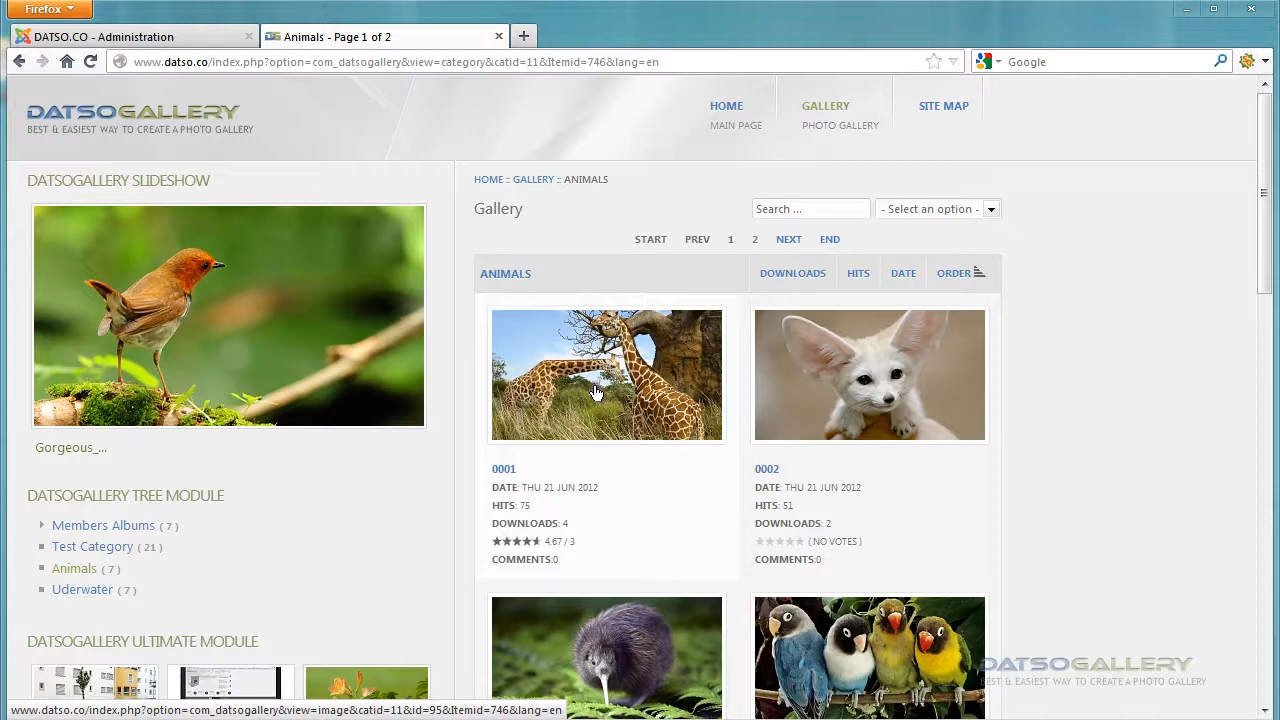 Firefox
DATSO.CO - Administration
Animals - Page 1 of 2
www.datso.co/index.php?option=com_datsogallery&view=category&catid=11&Itemid=746&lang=en
Google
DATSOGALLERY
BEST & EASIEST WAY TO CREATE A PHOTO GALLERY
HOME
MAIN PAGE
GALLERY
PHOTO GALLERY
SITE MAP
DATSOGALLERY SLIDESHOW
Gorgeous_...
DATSOGALLERY TREE MODULE
Members Albums ( 7 )
Test Category ( 21 )
Animals ( 7 )
Uderwater ( 7 )
DATSOGALLERY ULTIMATE MODULE
HOME :: GALLERY :: ANIMALS
Gallery
Search ...
- Select an option -
START PREV 1 2 NEXT END
ANIMALS
DOWNLOADS HITS DATE ORDER
0001
DATE: THU 21 JUN 2012
HITS: 75
DOWNLOADS: 4
4.67 / 3
COMMENTS:0
0002
DATE: THU 21 JUN 2012
HITS: 51
DOWNLOADS: 2
( NO VOTES )
COMMENTS:0
DATSOGALLERY
BEST & EASIEST WAY TO CREATE A PHOTO GALLERY
www.datso.co/index.php?option=com_datsogallery&view=image&catid=11&id=95&Itemid=746&lang=en